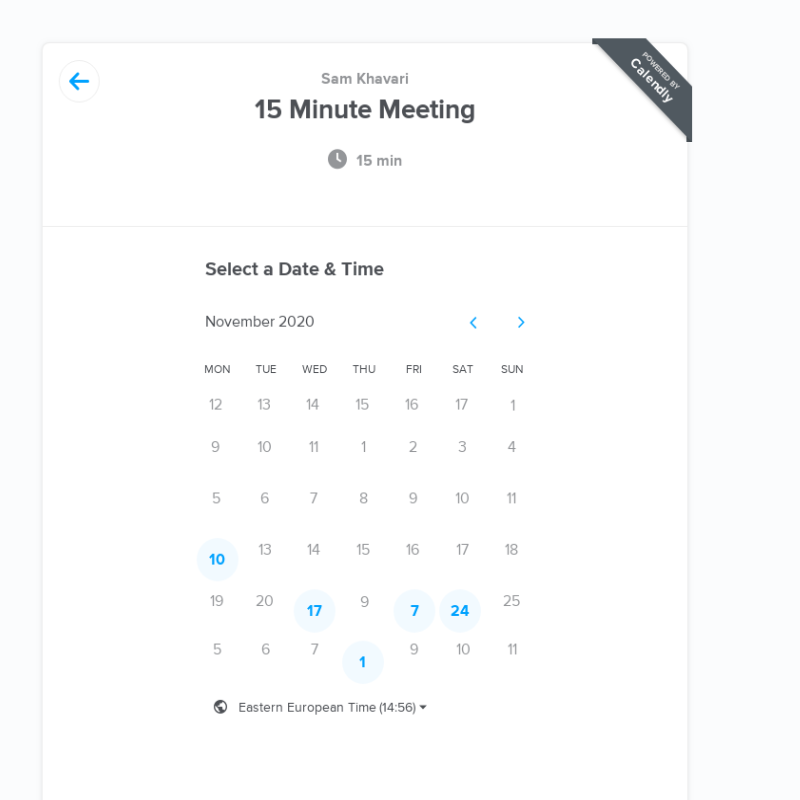 POWERED BY
Calendly
Sam Khavari
15 Minute Meeting
15 min
Select a Date & Time
November 2020
MON TUE WED THU FRI SAT SUN
12 13 14 15 16 17 1
9 10 11 1 2 3 4
5 6 7 8 9 10 11
10 13 14 15 16 17 18
19 20 17 9 7 24 25
5 6 7 1 9 10 11
Eastern European Time (14:56)